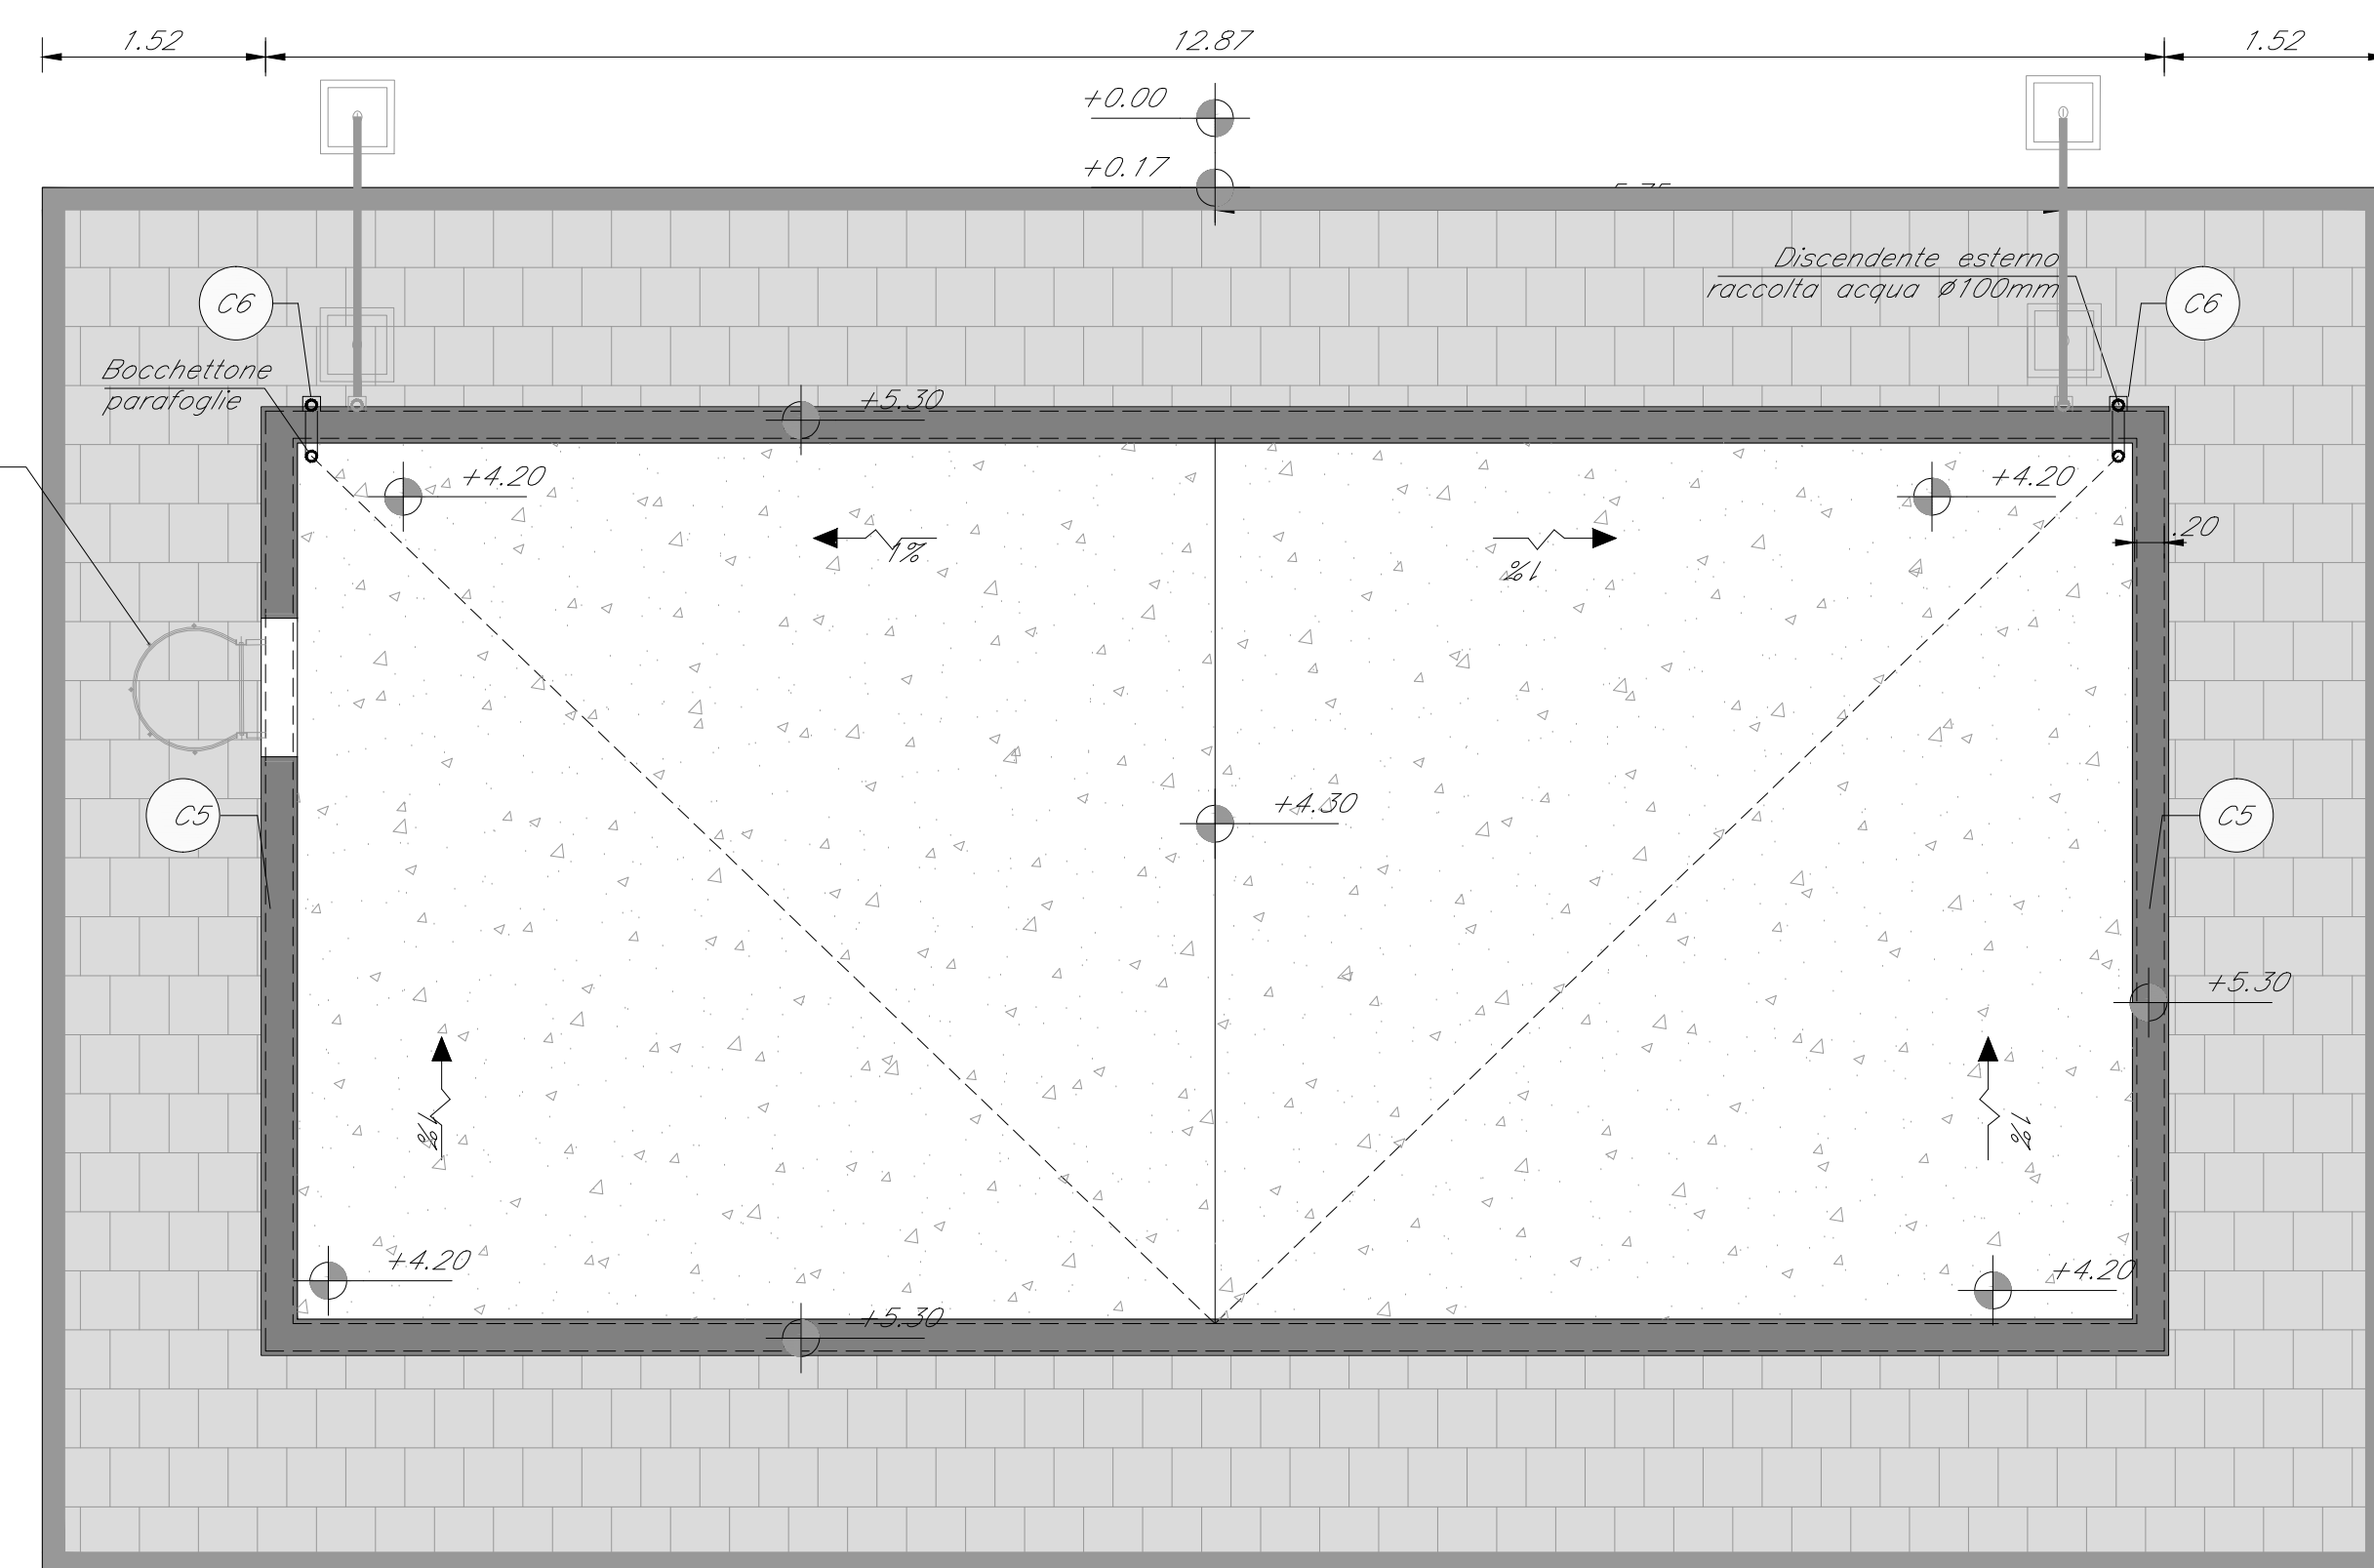 1.52
12.87
1.52
+0.00
+0.17
Discendente esterno
raccolta acqua ø100mm
C6
C6
Bocchettone
parafoglie
+5.30
+4.20
+4.20
1%
1%
.20
C5
+4.30
C5
+5.30
1%
1%
+4.20
+4.20
+5.30